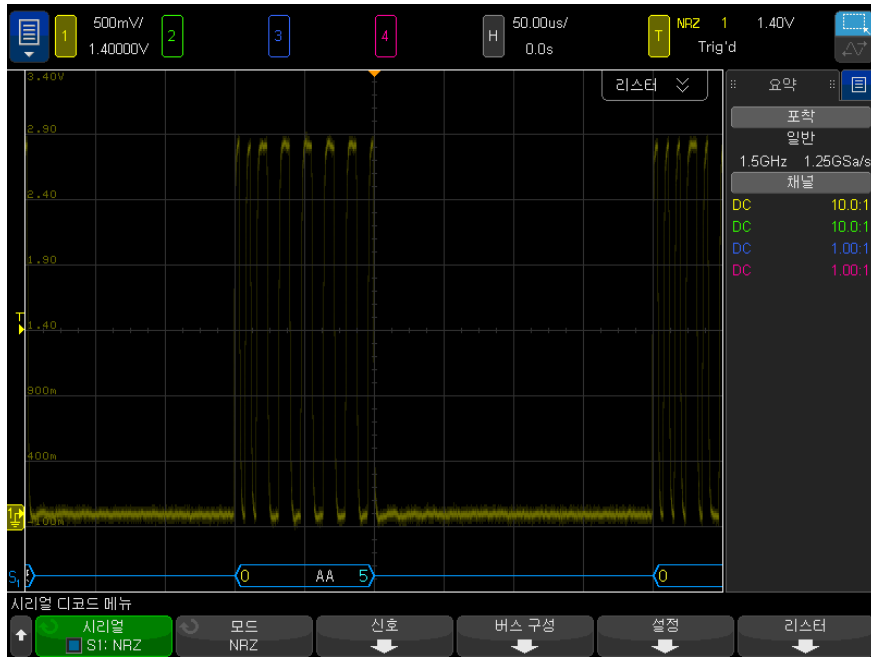 1 500mV/ 1.40000V 2 3 4 H 50.00us/ 0.0s T NRZ 1 1.40V Trig'd
3.40V
리스터
요약
2.90
포착
일반
1.5GHz 1.25GSa/s
채널
DC 10.0:1
DC 10.0:1
DC 1.00:1
DC 1.00:1
2.40
1.90
T
1.40
900m
400m
1
-100m
S1 0 AA 5 0
시리얼 디코드 메뉴
시리얼
S1: NRZ
모드
NRZ
신호
버스 구성
설정
리스터